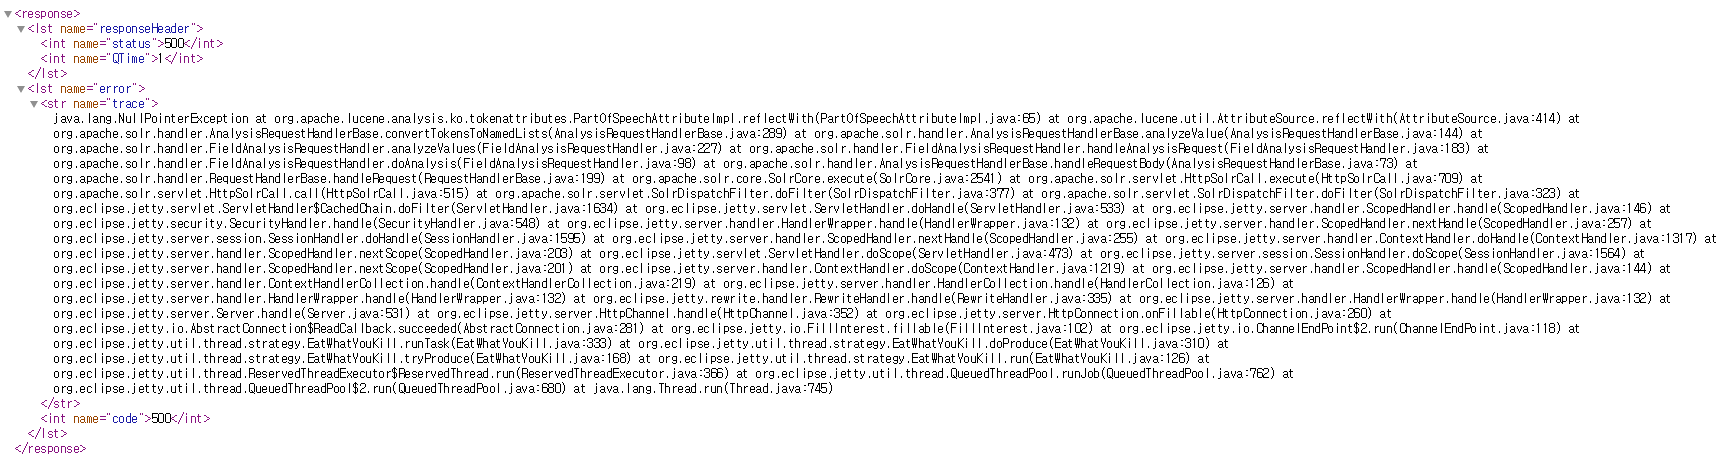 ▼<response>
▼<lst name="responseHeader">
<int name="status">500</int>
<int name="QTime">1</int>
</lst>
▼<lst name="error">
▼<str name="trace">
java.lang.NullPointerException at org.apache.lucene.analysis.ko.tokenattributes.PartOfSpeechAttributeImpl.reflectWith(PartOfSpeechAttributeImpl.java:65) at org.apache.lucene.util.AttributeSource.reflectWith(AttributeSource.java:414) at
org.apache.solr.handler.AnalysisRequestHandlerBase.convertTokensToNamedLists(AnalysisRequestHandlerBase.java:289) at org.apache.solr.handler.AnalysisRequestHandlerBase.analyzeValue(AnalysisRequestHandlerBase.java:144) at
org.apache.solr.handler.FieldAnalysisRequestHandler.analyzeValues(FieldAnalysisRequestHandler.java:227) at org.apache.solr.handler.FieldAnalysisRequestHandler.handleAnalysisRequest(FieldAnalysisRequestHandler.java:183) at
org.apache.solr.handler.FieldAnalysisRequestHandler.doAnalysis(FieldAnalysisRequestHandler.java:98) at org.apache.solr.handler.AnalysisRequestHandlerBase.handleRequestBody(AnalysisRequestHandlerBase.java:73) at
org.apache.solr.handler.RequestHandlerBase.handleRequest(RequestHandlerBase.java:199) at org.apache.solr.core.SolrCore.execute(SolrCore.java:2541) at org.apache.solr.servlet.HttpSolrCall.execute(HttpSolrCall.java:709) at
org.apache.solr.servlet.HttpSolrCall.call(HttpSolrCall.java:515) at org.apache.solr.servlet.SolrDispatchFilter.doFilter(SolrDispatchFilter.java:377) at org.apache.solr.servlet.SolrDispatchFilter.doFilter(SolrDispatchFilter.java:323) at
org.eclipse.jetty.servlet.ServletHandler$CachedChain.doFilter(ServletHandler.java:1634) at org.eclipse.jetty.servlet.ServletHandler.doHandle(ServletHandler.java:533) at org.eclipse.jetty.server.handler.ScopedHandler.handle(ScopedHandler.java:146) at
org.eclipse.jetty.security.SecurityHandler.handle(SecurityHandler.java:548) at org.eclipse.jetty.server.handler.HandlerWrapper.handle(HandlerWrapper.java:132) at org.eclipse.jetty.server.handler.ScopedHandler.nextHandle(ScopedHandler.java:257) at
org.eclipse.jetty.server.session.SessionHandler.doHandle(SessionHandler.java:1595) at org.eclipse.jetty.server.handler.ScopedHandler.nextHandle(ScopedHandler.java:255) at org.eclipse.jetty.server.handler.ContextHandler.doHandle(ContextHandler.java:1317) at
org.eclipse.jetty.server.handler.ScopedHandler.nextScope(ScopedHandler.java:203) at org.eclipse.jetty.servlet.ServletHandler.doScope(ServletHandler.java:473) at org.eclipse.jetty.server.session.SessionHandler.doScope(SessionHandler.java:1564) at
org.eclipse.jetty.server.handler.ScopedHandler.nextScope(ScopedHandler.java:201) at org.eclipse.jetty.server.handler.ContextHandler.doScope(ContextHandler.java:1219) at org.eclipse.jetty.server.handler.ScopedHandler.handle(ScopedHandler.java:144) at
org.eclipse.jetty.server.handler.ContextHandlerCollection.handle(ContextHandlerCollection.java:219) at org.eclipse.jetty.server.handler.HandlerCollection.handle(HandlerCollection.java:126) at
org.eclipse.jetty.server.handler.HandlerWrapper.handle(HandlerWrapper.java:132) at org.eclipse.jetty.rewrite.handler.RewriteHandler.handle(RewriteHandler.java:335) at org.eclipse.jetty.server.handler.HandlerWrapper.handle(HandlerWrapper.java:132) at
org.eclipse.jetty.server.Server.handle(Server.java:531) at org.eclipse.jetty.server.HttpChannel.handle(HttpChannel.java:352) at org.eclipse.jetty.server.HttpConnection.onFillable(HttpConnection.java:260) at
org.eclipse.jetty.io.AbstractConnection$ReadCallback.succeeded(AbstractConnection.java:281) at org.eclipse.jetty.io.FillInterest.fillable(FillInterest.java:102) at org.eclipse.jetty.io.ChannelEndPoint$2.run(ChannelEndPoint.java:118) at
org.eclipse.jetty.util.thread.strategy.EatWhatYouKill.runTask(EatWhatYouKill.java:333) at org.eclipse.jetty.util.thread.strategy.EatWhatYouKill.doProduce(EatWhatYouKill.java:310) at
org.eclipse.jetty.util.thread.strategy.EatWhatYouKill.tryProduce(EatWhatYouKill.java:168) at org.eclipse.jetty.util.thread.strategy.EatWhatYouKill.run(EatWhatYouKill.java:126) at
org.eclipse.jetty.util.thread.ReservedThreadExecutor$ReservedThread.run(ReservedThreadExecutor.java:366) at org.eclipse.jetty.util.thread.QueuedThreadPool.runJob(QueuedThreadPool.java:762) at
org.eclipse.jetty.util.thread.QueuedThreadPool$2.run(QueuedThreadPool.java:680) at java.lang.Thread.run(Thread.java:745)
</str>
<int name="code">500</int>
</lst>
</response>